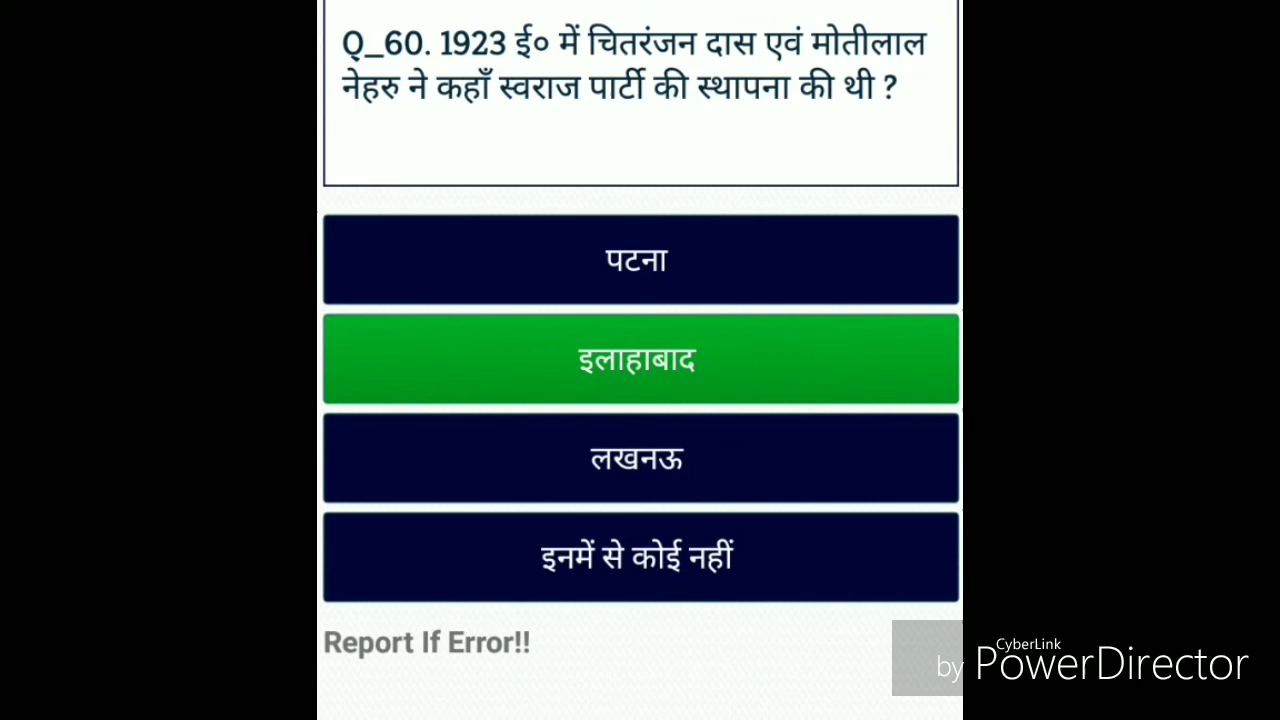 Q_60. 1923 ई० में चितरंजन दास एवं मोतीलाल
नेहरु ने कहाँ स्वराज पार्टी की स्थापना की थी ?
पटना
इलाहाबाद
लखनऊ
इनमें से कोई नहीं
Report If Error!!
CyberLink
by PowerDirector